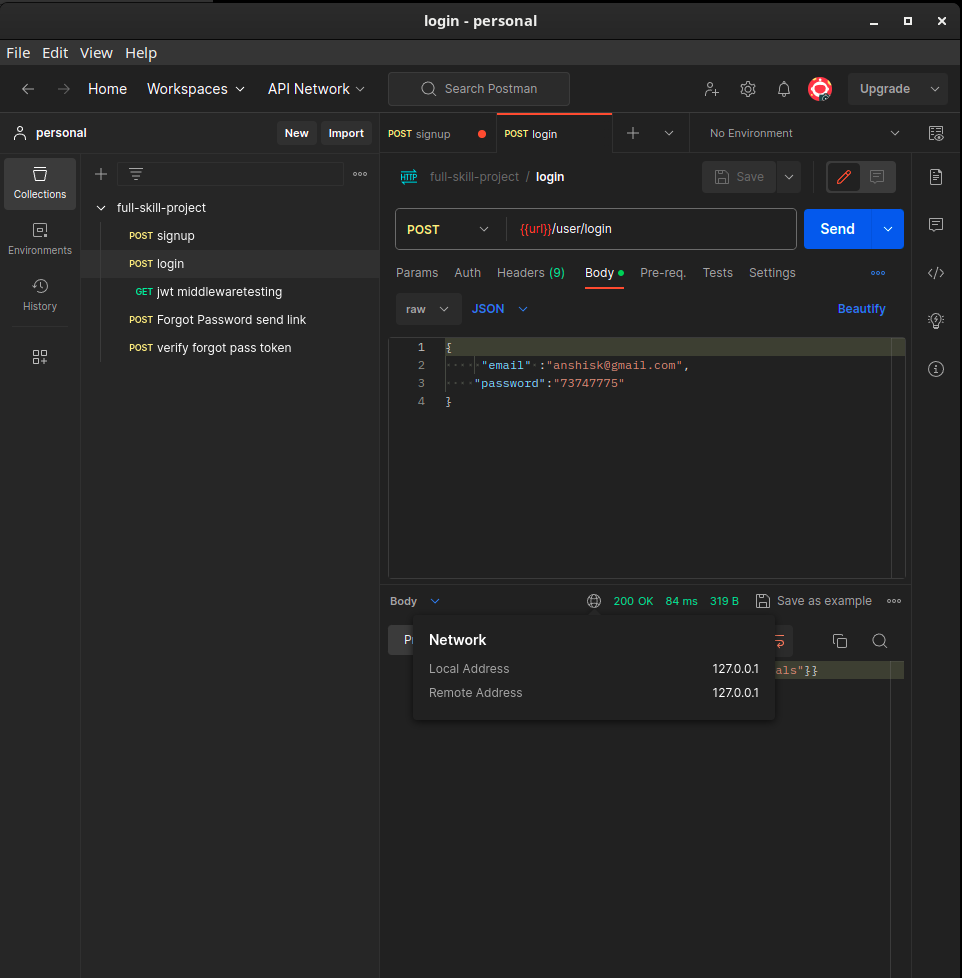 login - personal
File Edit View Help
Home Workspaces API Network Search Postman Upgrade
personal New Import
POST signup POST login No Environment
Collections
Environments
History
full-skill-project
POST signup
POST login
GET jwt middlewaretesting
POST Forgot Password send link
POST verify forgot pass token
HTTP full-skill-project / login Save
POST {{url}}/user/login Send
Params Auth Headers (9) Body Pre-req. Tests Settings
raw JSON Beautify
1 {
2 "email" :"anshisk@gmail.com",
3 "password":"73747775"
4 }
Body 200 OK 84 ms 319 B Save as example
Network
Local Address 127.0.0.1
Remote Address 127.0.0.1
als"}}